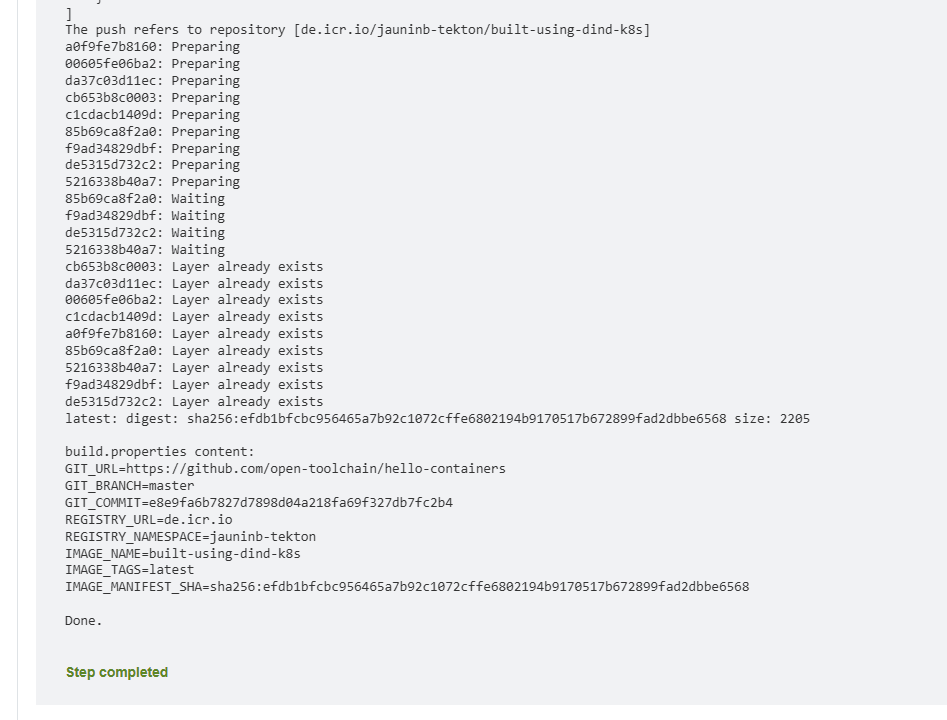 ]
The push refers to repository [de.icr.io/jauninb-tekton/built-using-dind-k8s]
a0f9fe7b8160: Preparing
00605fe06ba2: Preparing
da37c03d11ec: Preparing
cb653b8c0003: Preparing
c1cdacb1409d: Preparing
85b69ca8f2a0: Preparing
f9ad34829dbf: Preparing
de5315d732c2: Preparing
5216338b40a7: Preparing
85b69ca8f2a0: Waiting
f9ad34829dbf: Waiting
de5315d732c2: Waiting
5216338b40a7: Waiting
cb653b8c0003: Layer already exists
da37c03d11ec: Layer already exists
00605fe06ba2: Layer already exists
c1cdacb1409d: Layer already exists
a0f9fe7b8160: Layer already exists
85b69ca8f2a0: Layer already exists
5216338b40a7: Layer already exists
f9ad34829dbf: Layer already exists
de5315d732c2: Layer already exists
latest: digest: sha256:efdb1bfcbc956465a7b92c1072cffe6802194b9170517b672899fad2dbbe6568 size: 2205
build.properties content:
GIT_URL=https://github.com/open-toolchain/hello-containers
GIT_BRANCH=master
GIT_COMMIT=e8e9fa6b7827d7898d04a218fa69f327db7fc2b4
REGISTRY_URL=de.icr.io
REGISTRY_NAMESPACE=jauninb-tekton
IMAGE_NAME=built-using-dind-k8s
IMAGE_TAGS=latest
IMAGE_MANIFEST_SHA=sha256:efdb1bfcbc956465a7b92c1072cffe6802194b9170517b672899fad2dbbe6568
Done.
Step completed